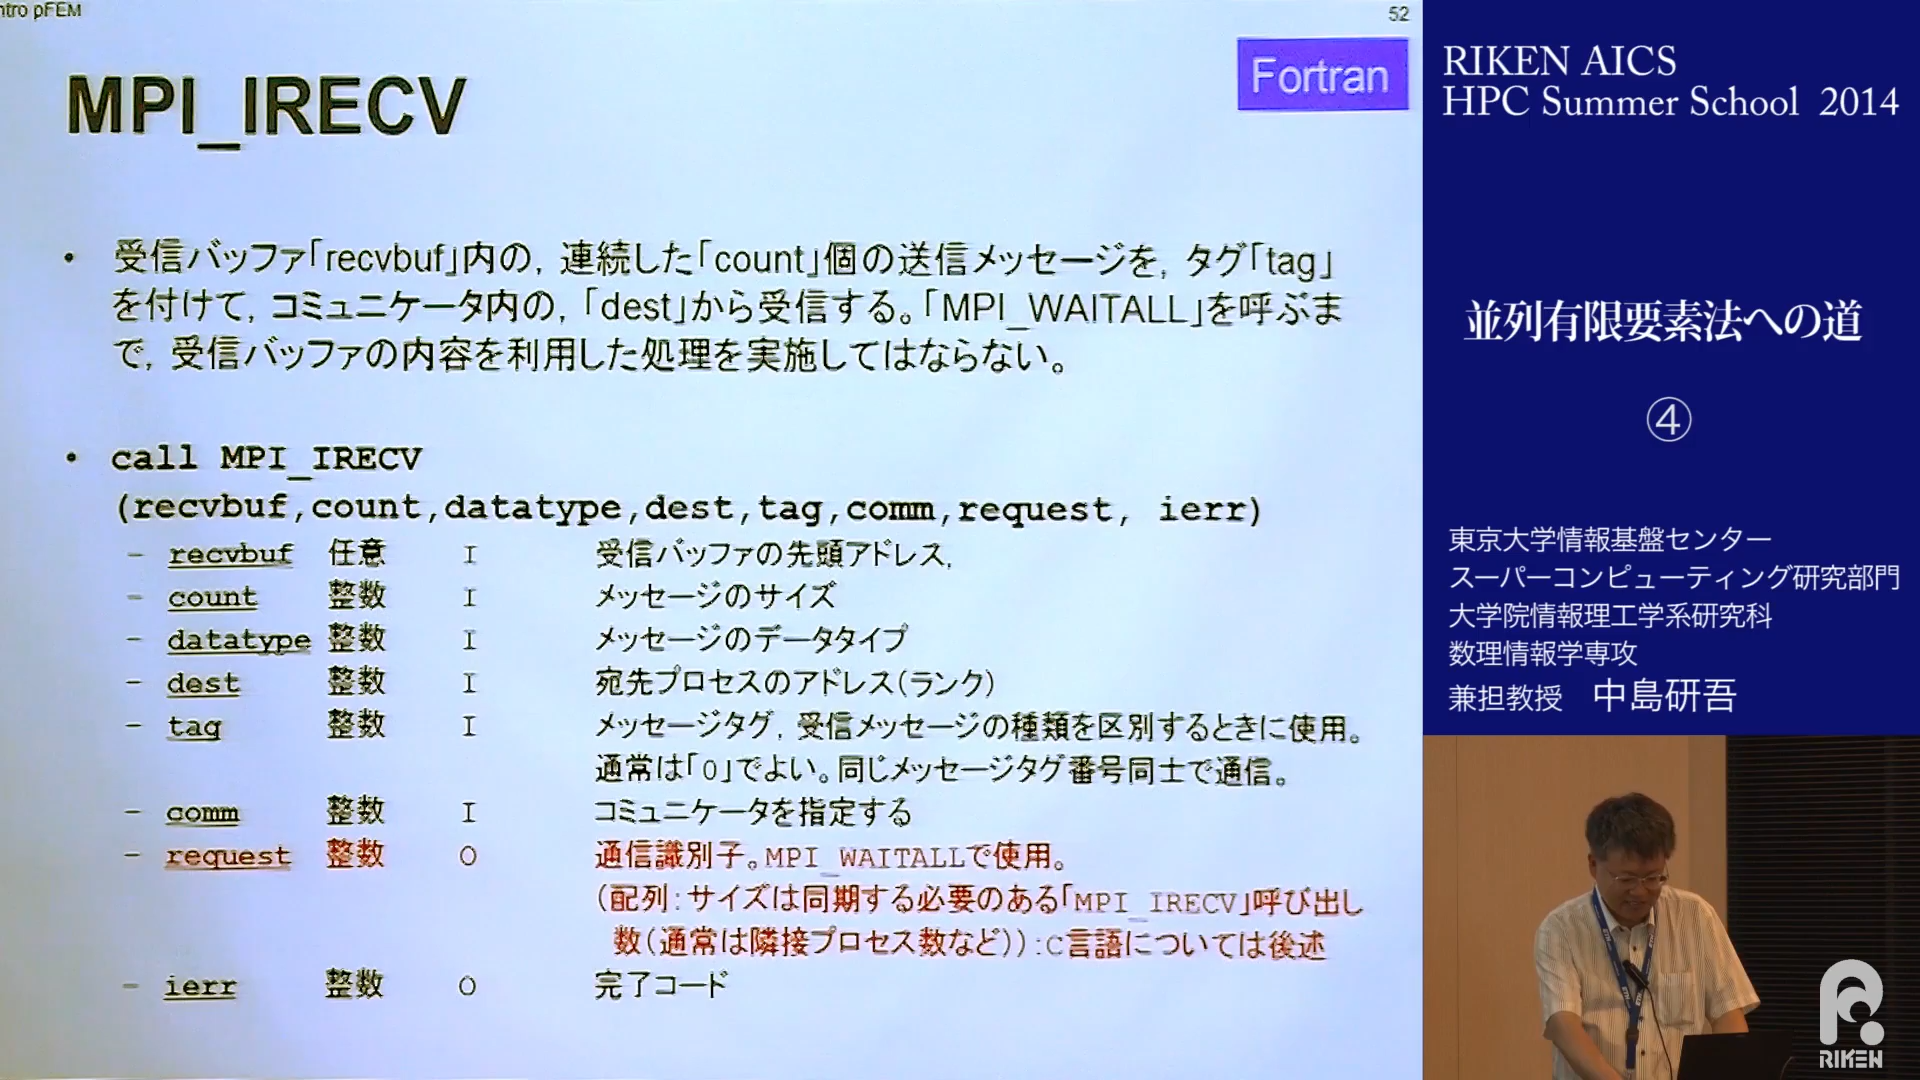 ntro pFEM
52
Fortran
MPI_IRECV
• 受信バッファ「recvbuf」内の，連続した「count」個の送信メッセージを，タグ「tag」
を付けて，コミュニケータ内の，「dest」から受信する。「MPI_WAITALL」を呼ぶま
で，受信バッファの内容を利用した処理を実施してはならない。
• call MPI_IRECV
(recvbuf,count,datatype,dest,tag,comm,request, ierr)
– recvbuf 任意 I 受信バッファの先頭アドレス，
– count 整数 I メッセージのサイズ
– datatype 整数 I メッセージのデータタイプ
– dest 整数 I 宛先プロセスのアドレス(ランク)
– tag 整数 I メッセージタグ，受信メッセージの種類を区別するときに使用。
通常は「0」でよい。同じメッセージタグ番号同士で通信。
– comm 整数 I コミュニケータを指定する
– request 整数 O 通信識別子。MPI_WAITALLで使用。
(配列：サイズは同期する必要のある「MPI_IRECV」呼び出し
数(通常は隣接プロセス数など))：C言語については後述
– ierr 整数 O 完了コード
RIKEN AICS
HPC Summer School 2014
並列有限要素法への道
④
東京大学情報基盤センター
スーパーコンピューティング研究部門
大学院情報理工学系研究科
数理情報学専攻
兼担教授 中島研吾
RIKEN